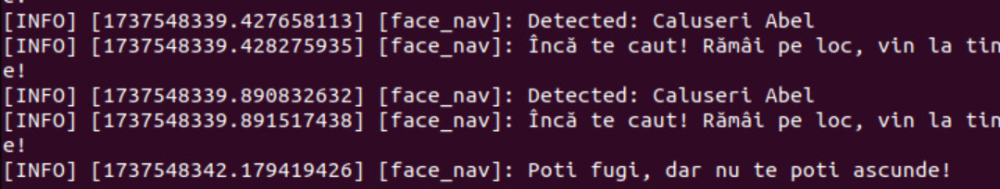 [INFO] [1737548339.427658113] [face_nav]: Detected: Caluseri Abel
[INFO] [1737548339.428275935] [face_nav]: Încă te caut! Rămâi pe loc, vin la tin
e!
[INFO] [1737548339.890832632] [face_nav]: Detected: Caluseri Abel
[INFO] [1737548339.891517438] [face_nav]: Încă te caut! Rămâi pe loc, vin la tin
e!
[INFO] [1737548342.179419426] [face_nav]: Poti fugi, dar nu te poti ascunde!